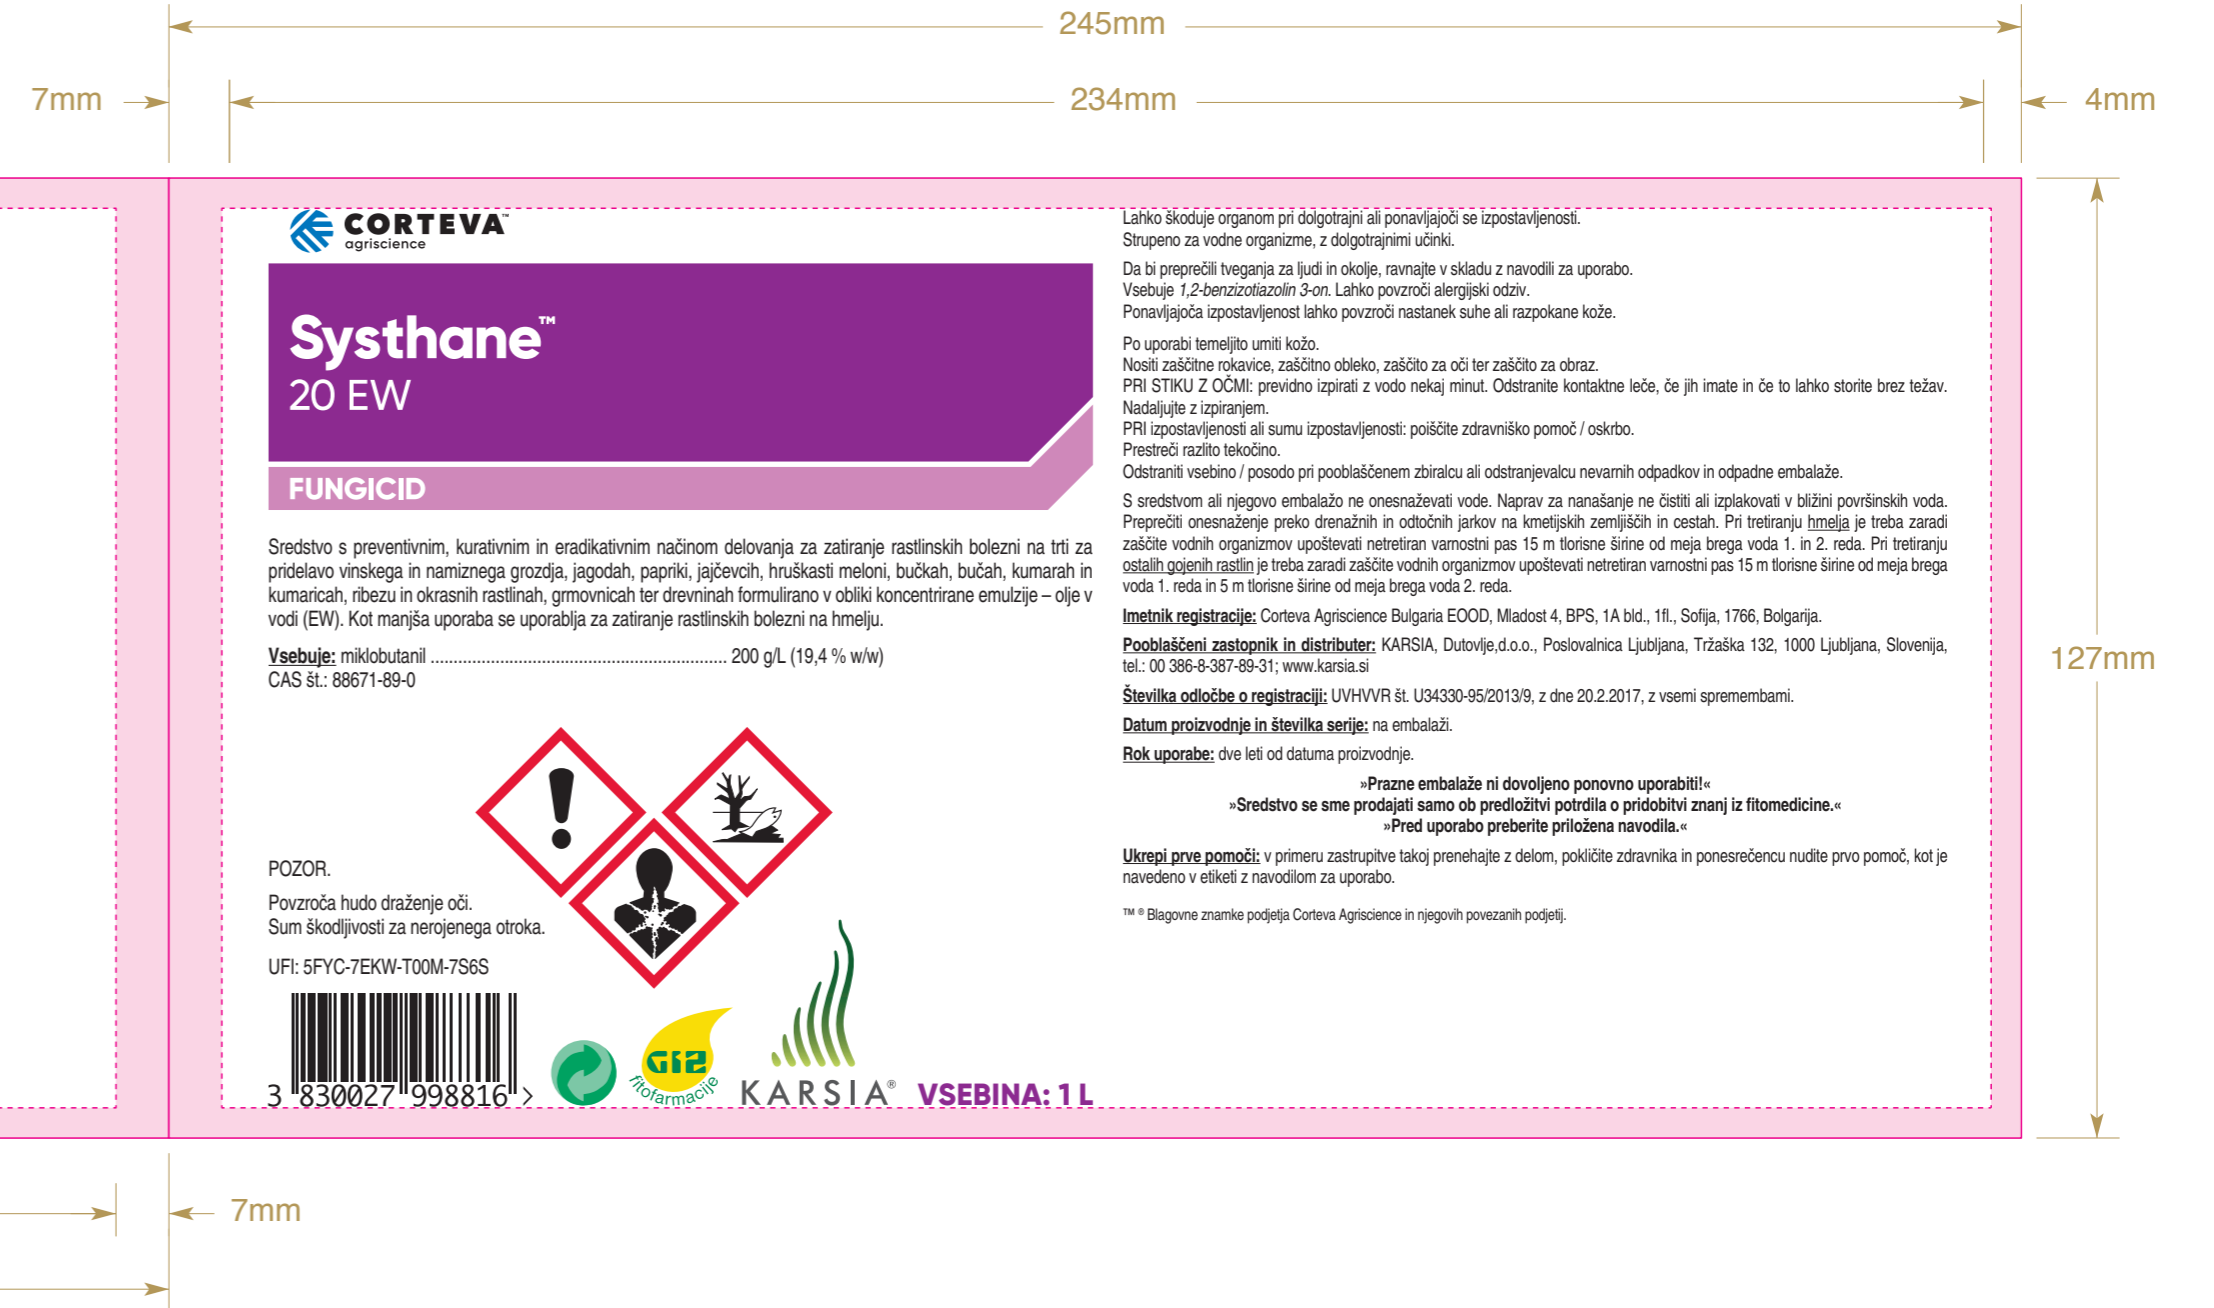 245mm
7mm
234mm
4mm
CORTEVA™
agriscience
Systhane™
20 EW
FUNGICID
Sredstvo s preventivnim, kurativnim in eradikativnim načinom delovanja za zatiranje rastlinskih bolezni na trti za
pridelavo vinskega in namiznega grozdja, jagodah, papriki, jajčevcih, hruškasti meloni, bučkah, bučah, kumarah in
kumaricah, ribezu in okrasnih rastlinah, grmovnicah ter drevninah formulirano v obliki koncentrirane emulzije – olje v
vodi (EW). Kot manjša uporaba se uporablja za zatiranje rastlinskih bolezni na hmelju.
Vsebuje: miklobutanil ................................................................ 200 g/L (19,4 % w/w)
CAS št.: 88671-89-0
POZOR.
Povzroča hudo draženje oči.
Sum škodljivosti za nerojenega otroka.
UFI: 5FYC-7EKW-T00M-7S6S
3 830027 998816 >
G12
fitofarmacije
KARSIA®
VSEBINA: 1 L
Lahko škoduje organom pri dolgotrajni ali ponavljajoči se izpostavljenosti.
Strupeno za vodne organizme, z dolgotrajnimi učinki.
Da bi preprečili tveganja za ljudi in okolje, ravnajte v skladu z navodili za uporabo.
Vsebuje 1,2-benzizotiazolin 3-on. Lahko povzroči alergijski odziv.
Ponavljajoča izpostavljenost lahko povzroči nastanek suhe ali razpokane kože.
Po uporabi temeljito umiti kožo.
Nositi zaščitne rokavice, zaščitno obleko, zaščito za oči ter zaščito za obraz.
PRI STIKU Z OČMI: previdno izpirati z vodo nekaj minut. Odstranite kontaktne leče, če jih imate in če to lahko storite brez težav.
Nadaljujte z izpiranjem.
PRI izpostavljenosti ali sumu izpostavljenosti: poiščite zdravniško pomoč / oskrbo.
Prestreči razlito tekočino.
Odstraniti vsebino / posodo pri pooblaščenem zbiralcu ali odstranjevalcu nevarnih odpadkov in odpadne embalaže.
S sredstvom ali njegovo embalažo ne onesnaževati vode. Naprav za nanašanje ne čistiti ali izplakovati v bližini površinskih voda.
Preprečiti onesnaženje preko drenažnih in odtočnih jarkov na kmetijskih zemljiščih in cestah. Pri tretiranju hmelja je treba zaradi
zaščite vodnih organizmov upoštevati netretiran varnostni pas 15 m tlorisne širine od meja brega voda 1. in 2. reda. Pri tretiranju
ostalih gojenih rastlin je treba zaradi zaščite vodnih organizmov upoštevati netretiran varnostni pas 15 m tlorisne širine od meja brega
voda 1. reda in 5 m tlorisne širine od meja brega voda 2. reda.
Imetnik registracije: Corteva Agriscience Bulgaria EOOD, Mladost 4, BPS, 1A bld., 1fl., Sofija, 1766, Bolgarija.
Pooblaščeni zastopnik in distributer: KARSIA, Dutovlje,d.o.o., Poslovalnica Ljubljana, Tržaška 132, 1000 Ljubljana, Slovenija,
tel.: 00 386-8-387-89-31; www.karsia.si
Številka odločbe o registraciji: UVHVVR št. U34330-95/2013/9, z dne 20.2.2017, z vsemi spremembami.
Datum proizvodnje in številka serije: na embalaži.
Rok uporabe: dve leti od datuma proizvodnje.
»Prazne embalaže ni dovoljeno ponovno uporabiti!«
»Sredstvo se sme prodajati samo ob predložitvi potrdila o pridobitvi znanj iz fitomedicine.«
»Pred uporabo preberite priložena navodila.«
Ukrepi prve pomoči: v primeru zastrupitve takoj prenehajte z delom, pokličite zdravnika in ponesrečencu nudite prvo pomoč, kot je
navedeno v etiketi z navodilom za uporabo.
™ ® Blagovne znamke podjetja Corteva Agriscience in njegovih povezanih podjetij.
127mm
7mm